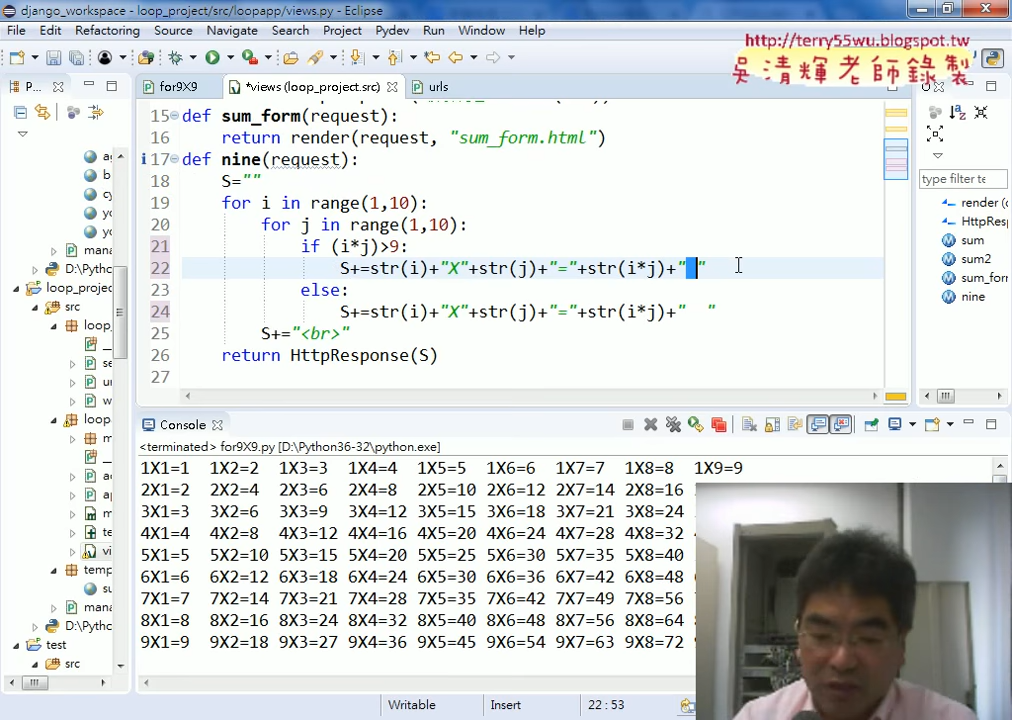 django_workspace - loop_project/src/loopapp/views.py - Eclipse
File Edit Refactoring Source Navigate Search Project Pydev Run Window Help
http://terry55wu.blogspot.tw
吳清輝老師錄製
P...
for9X9
*views (loop_project.src)
urls
15 def sum_form(request):
16 return render(request, "sum_form.html")
17 def nine(request):
18 S=""
19 for i in range(1,10):
20 for j in range(1,10):
21 if (i*j)>9:
22 S+=str(i)+"X"+str(j)+"="+str(i*j)+" "
23 else:
24 S+=str(i)+"X"+str(j)+"="+str(i*j)+"  "
25 S+="<br>"
26 return HttpResponse(S)
27
mana
D:\Pytho
loop_projec
src
loop_
loop
temp
su
mana
D:\Pytho
test
src
type filter te
render (c
HttpRes
sum
sum2
sum_for
nine
Console
<terminated> for9X9.py [D:\Python36-32\python.exe]
1X1=1 1X2=2 1X3=3 1X4=4 1X5=5 1X6=6 1X7=7 1X8=8 1X9=9
2X1=2 2X2=4 2X3=6 2X4=8 2X5=10 2X6=12 2X7=14 2X8=16
3X1=3 3X2=6 3X3=9 3X4=12 3X5=15 3X6=18 3X7=21 3X8=24
4X1=4 4X2=8 4X3=12 4X4=16 4X5=20 4X6=24 4X7=28 4X8=32
5X1=5 5X2=10 5X3=15 5X4=20 5X5=25 5X6=30 5X7=35 5X8=40
6X1=6 6X2=12 6X3=18 6X4=24 6X5=30 6X6=36 6X7=42 6X8=48
7X1=7 7X2=14 7X3=21 7X4=28 7X5=35 7X6=42 7X7=49 7X8=56
8X1=8 8X2=16 8X3=24 8X4=32 8X5=40 8X6=48 8X7=56 8X8=64
9X1=9 9X2=18 9X3=27 9X4=36 9X5=45 9X6=54 9X7=63 9X8=72
Writable Insert 22 : 53